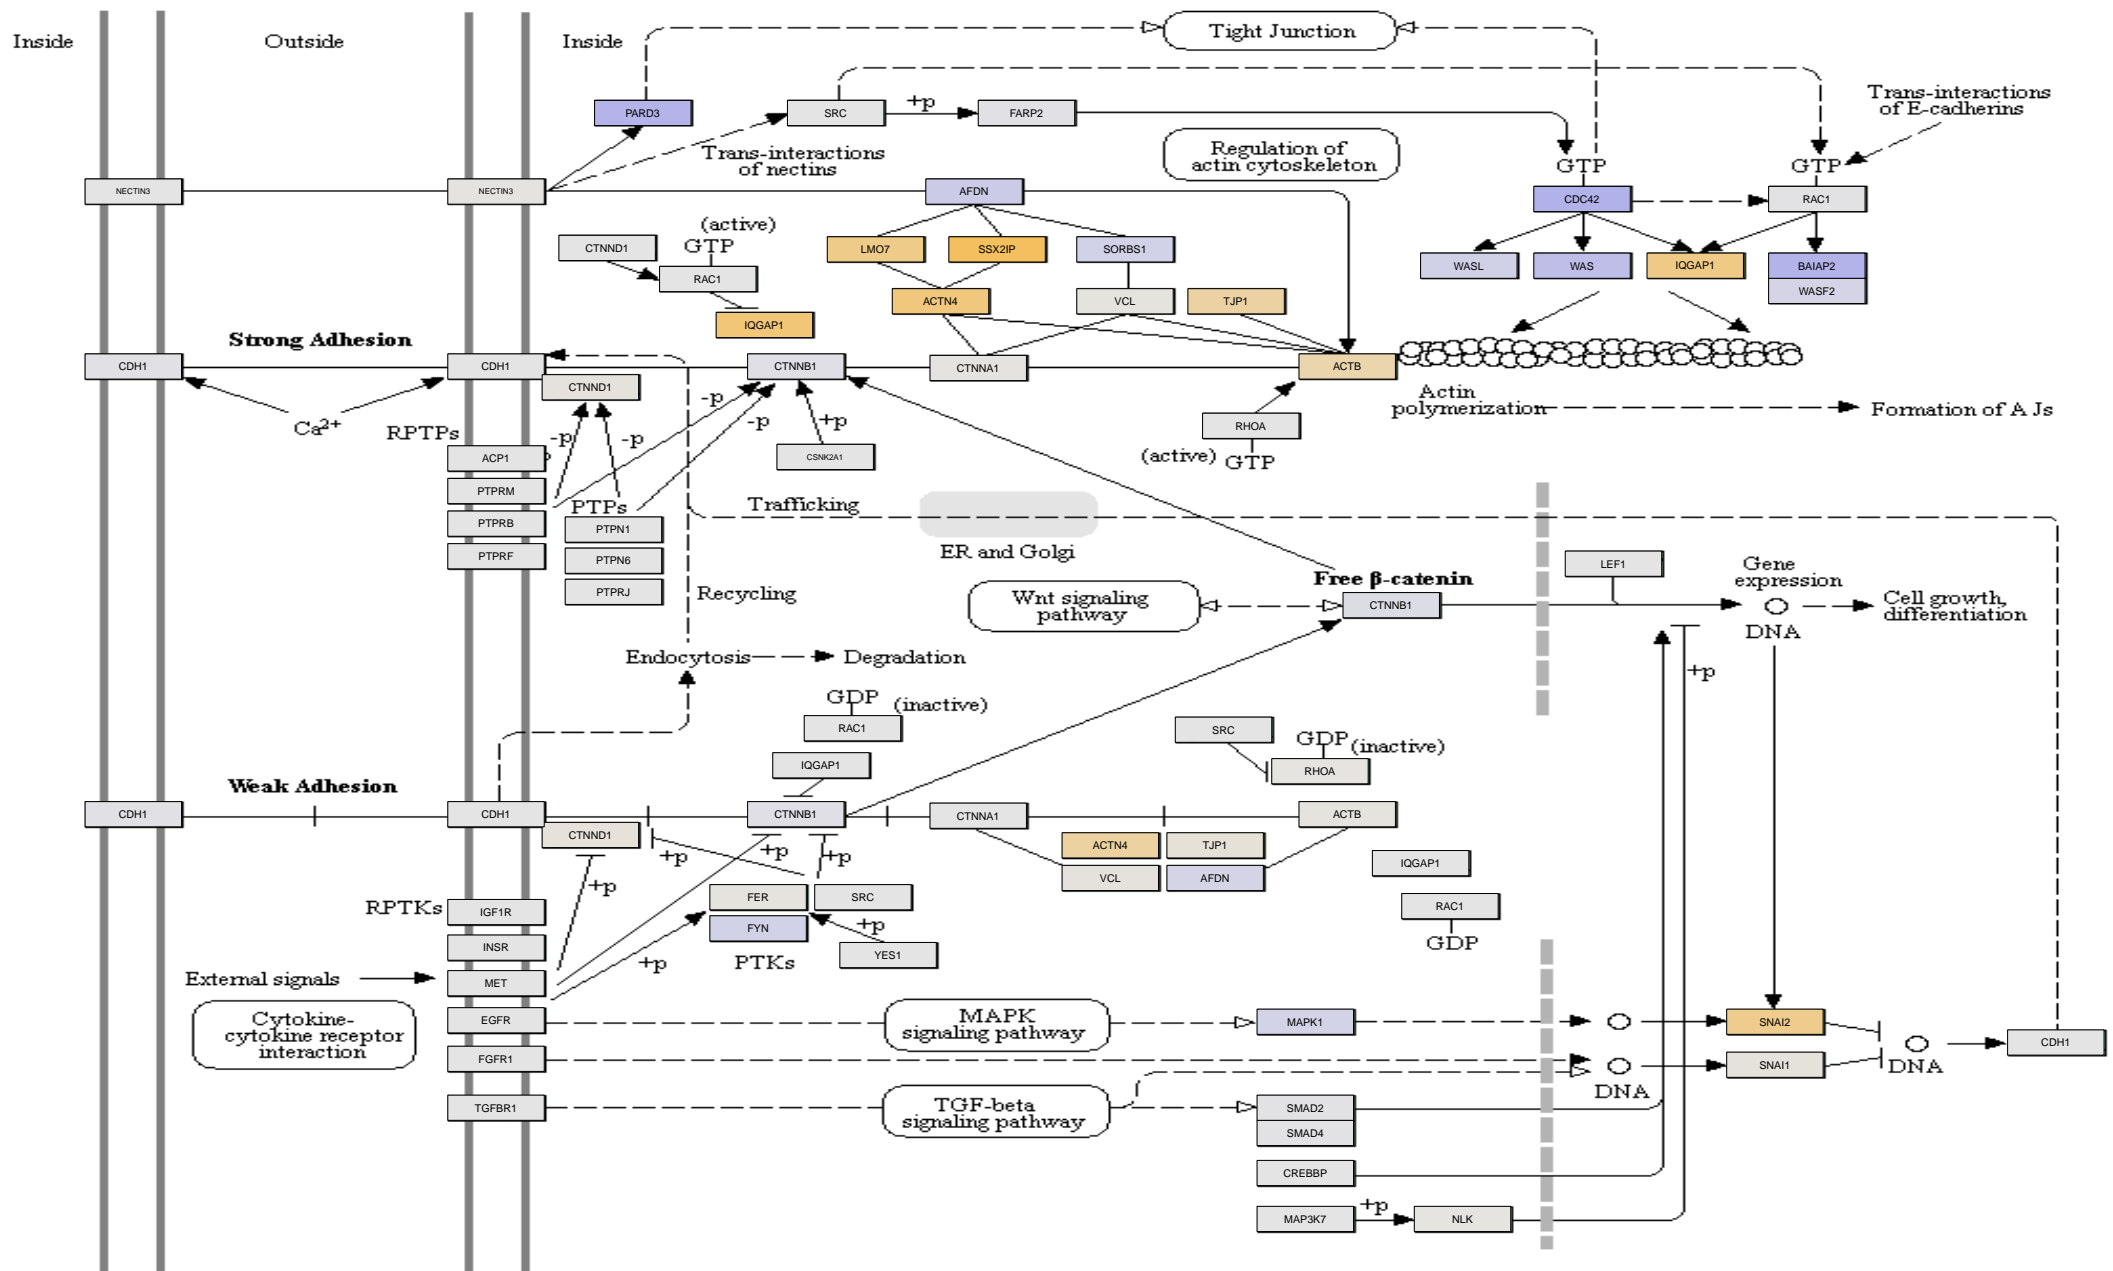 Inside
Outside
Inside
Tight Junction
PARD3
SRC
+p
FARP2
Trans-interactions
of E-cadherins
Trans-interactions
of nectins
Regulation of
actin cytoskeleton
GTP
GTP
NECTIN3
NECTIN3
AFDN
CDC42
RAC1
(active)
GTP
CTNND1
RAC1
IQGAP1
LMO7
SSX2IP
SORBS1
WASL
WAS
IQGAP1
BAIAP2
WASF2
ACTN4
VCL
TJP1
Strong Adhesion
CDH1
CDH1
CTNND1
CTNNB1
CTNNA1
ACTB
Actin
polymerization
Formation of AJs
Ca2+
RPTPs
-p
-p
-p
-p
+p
CSNK2A1
RHOA
(active)
GTP
ACP1
PTPRM
PTPRB
PTPRF
PTPs
PTPN1
PTPN6
PTPRJ
Trafficking
ER and Golgi
Recycling
Wnt signaling
pathway
Free β-catenin
CTNNB1
LEF1
Gene
expression
DNA
Cell growth,
differentiation
+p
Endocytosis
Degradation
GDP
(inactive)
RAC1
IQGAP1
SRC
GDP
(inactive)
RHOA
Weak Adhesion
CDH1
CDH1
CTNND1
CTNNB1
CTNNA1
ACTB
ACTN4
TJP1
VCL
AFDN
IQGAP1
RAC1
GDP
+p
+p
+p
+p
+p
+p
FER
SRC
FYN
YES1
PTKs
RPTKs
IGF1R
INSR
MET
EGFR
FGFR1
TGFBR1
External signals
Cytokine-
cytokine receptor
interaction
MAPK
signaling pathway
MAPK1
SNAI2
SNAI1
DNA
DNA
CDH1
TGF-beta
signaling pathway
SMAD2
SMAD4
CREBBP
MAP3K7
+p
NLK